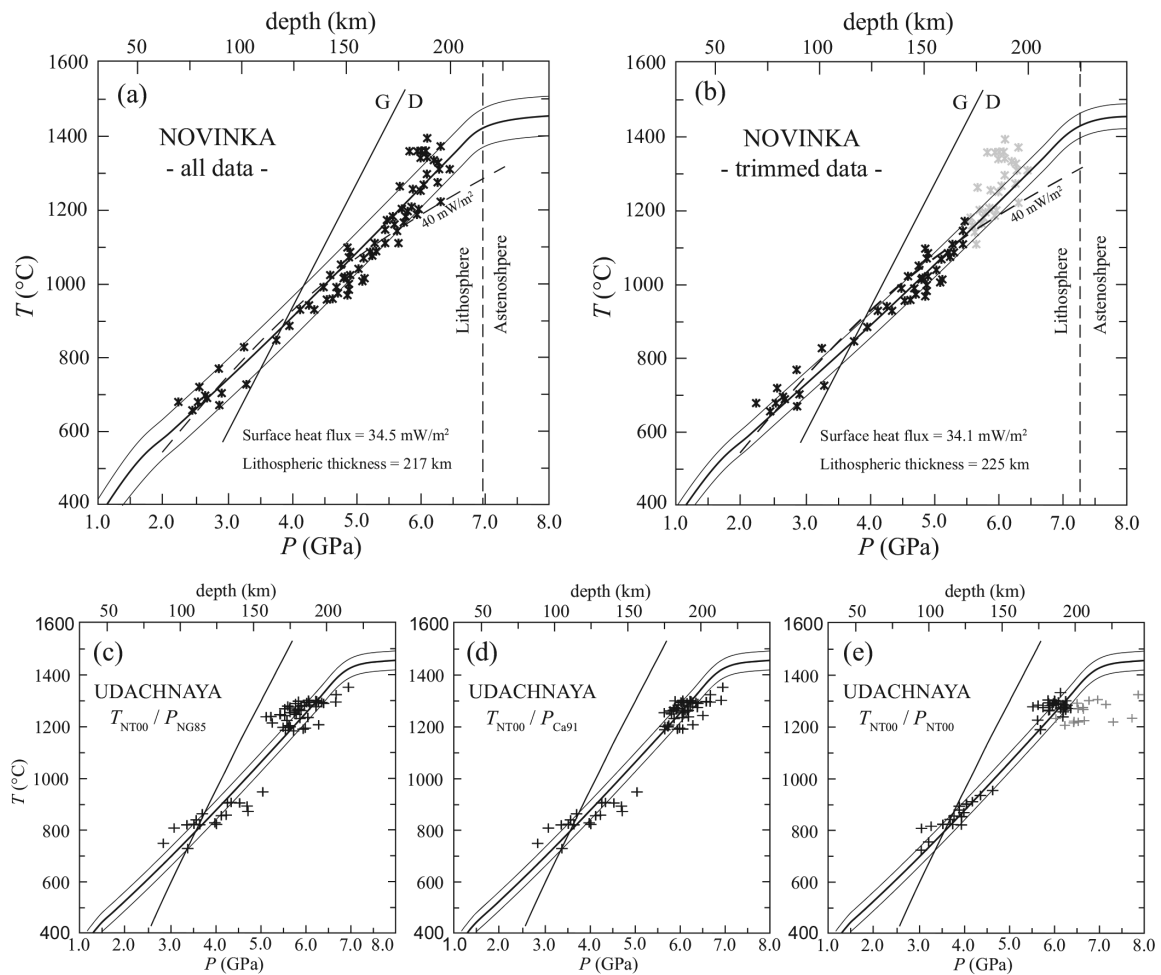 depth (km)
50 100 150 200
1600
1400
1200
1000
800
600
400
T (°C)
(a)
G D
NOVINKA
- all data -
40 mW/m²
Lithosphere
Astenoshpere
Surface heat flux = 34.5 mW/m²
Lithospheric thickness = 217 km
1.0 2.0 3.0 4.0 5.0 6.0 7.0 8.0
P (GPa)
depth (km)
50 100 150 200
1600
1400
1200
1000
800
600
400
T (°C)
(b)
G D
NOVINKA
- trimmed data -
40 mW/m²
Lithosphere
Astenoshpere
Surface heat flux = 34.1 mW/m²
Lithospheric thickness = 225 km
1.0 2.0 3.0 4.0 5.0 6.0 7.0 8.0
P (GPa)
depth (km)
50 100 150 200
1600
1400
1200
1000
800
600
400
T (°C)
(c)
UDACHNAYA
TNT00 / PNG85
1.0 2.0 3.0 4.0 5.0 6.0 7.0 8.0
P (GPa)
depth (km)
50 100 150 200
1600
1400
1200
1000
800
600
400
(d)
UDACHNAYA
TNT00 / PCa91
1.0 2.0 3.0 4.0 5.0 6.0 7.0 8.0
P (GPa)
depth (km)
50 100 150 200
1600
1400
1200
1000
800
600
400
(e)
UDACHNAYA
TNT00 / PNT00
1.0 2.0 3.0 4.0 5.0 6.0 7.0 8.0
P (GPa)